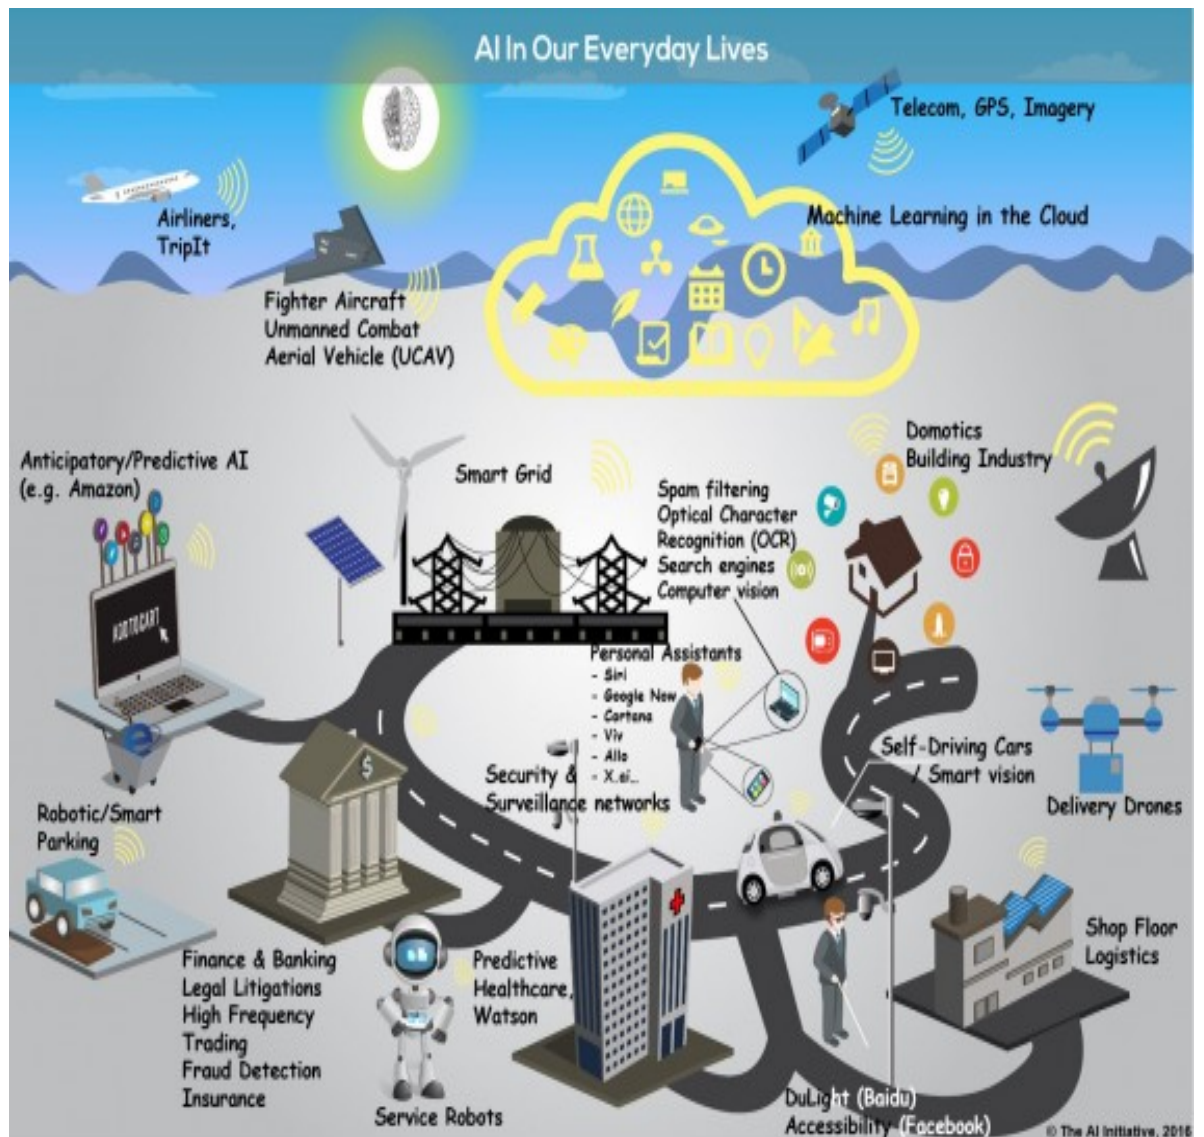 AI In Our Everyday Lives
Telecom, GPS, Imagery
Airliners,
TripIt
Machine Learning in the Cloud
Fighter Aircraft
Unmanned Combat
Aerial Vehicle (UCAV)
Domotics
Building Industry
Anticipatory/Predictive AI
(e.g. Amazon)
Smart Grid
Spam filtering
Optical Character
Recognition (OCR)
Search engines
Computer vision
ADD TO CART
Personal Assistants
- Siri
- Google Now
- Cortana
- Viv
- Allo
- X.ai...
Security &
Surveillance networks
Self-Driving Cars
/ Smart vision
Delivery Drones
Robotic/Smart
Parking
$
Shop Floor
Logistics
Finance & Banking
Legal Litigations
High Frequency
Trading
Fraud Detection
Insurance
Predictive
Healthcare,
Watson
Service Robots
DuLight (Baidu)
Accessibility (Facebook)
© The AI Initiative, 2016